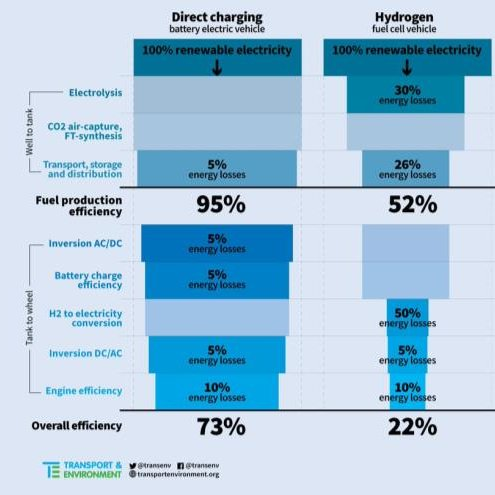 Direct charging
battery electric vehicle
Hydrogen
fuel cell vehicle
100% renewable electricity
100% renewable electricity
Well to tank
Electrolysis
30%
energy losses
CO2 air-capture,
FT-synthesis
Transport, storage
and distribution
5%
energy losses
26%
energy losses
Fuel production
efficiency
95%
52%
Tank to wheel
Inversion AC/DC
5%
energy losses
Battery charge
efficiency
5%
energy losses
H2 to electricity
conversion
50%
energy losses
Inversion DC/AC
5%
energy losses
5%
energy losses
Engine efficiency
10%
energy losses
10%
energy losses
Overall efficiency
73%
22%
TE
TRANSPORT &
ENVIRONMENT
@transenv @transenv
transportenvironment.org